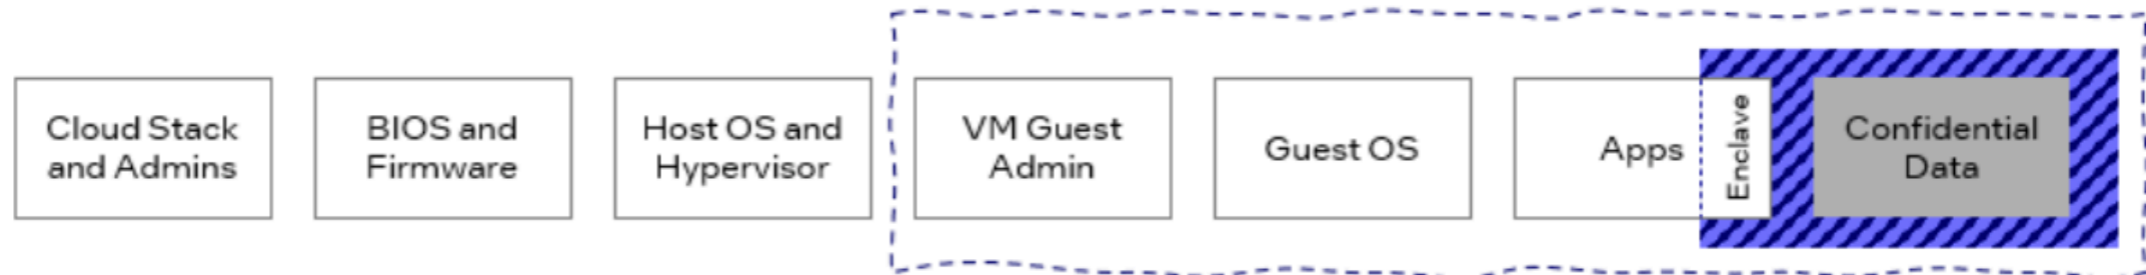 Cloud Stack
and Admins
BIOS and
Firmware
Host OS and
Hypervisor
VM Guest
Admin
Guest OS
Apps
Enclave
Confidential
Data